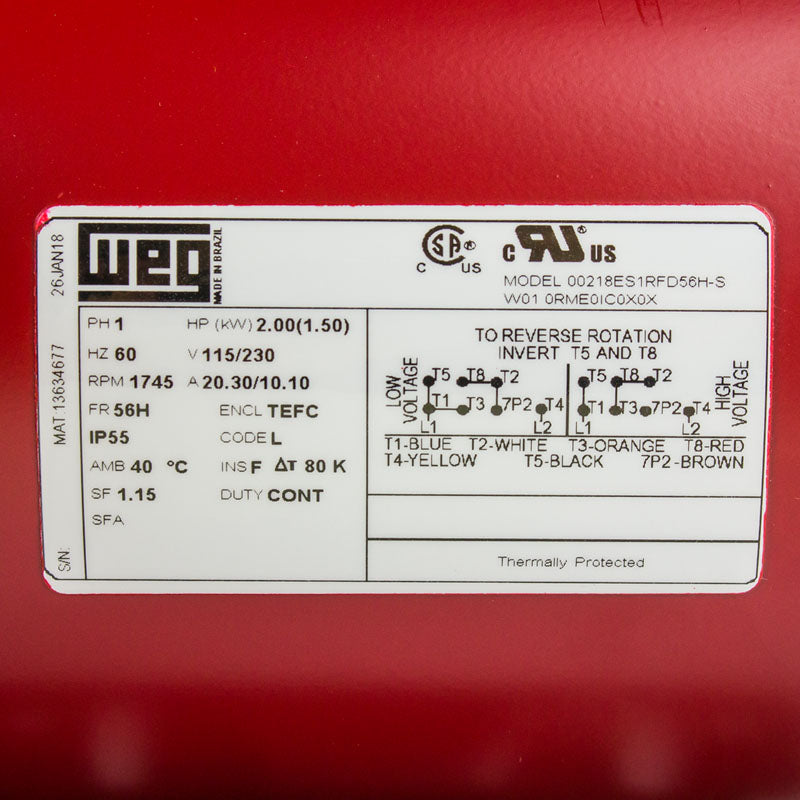 26JAN18
MAT 13634677
S/N:
WEG
MADE IN BRAZIL
CSA®
C US
C RU® US
MODEL 00218ES1RFD56H-S
W01 0RME0IC0X0X
PH 1 HP (kW) 2.00(1.50)
HZ 60 V 115/230
RPM 1745 A 20.30/10.10
FR 56H ENCL TEFC
IP55 CODE L
AMB 40 °C INS F ΔT 80 K
SF 1.15 DUTY CONT
SFA
TO REVERSE ROTATION
INVERT T5 AND T8
LOW VOLTAGE
T5 T8 T2
T1 T3 7P2 T4
L1 L2
T5 T8 T2
T1 T3 7P2 T4
L1 L2
HIGH VOLTAGE
T1-BLUE T2-WHITE T3-ORANGE T8-RED
T4-YELLOW T5-BLACK 7P2-BROWN
Thermally Protected